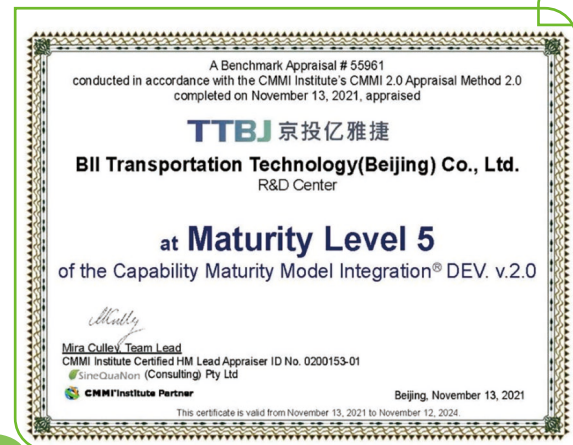 A Benchmark Appraisal # 55961
conducted in accordance with the CMMI Institute's CMMI 2.0 Appraisal Method 2.0
completed on November 13, 2021, appraised
TTBJ 京投亿雅捷
BII Transportation Technology(Beijing) Co., Ltd.
R&D Center
at Maturity Level 5
of the Capability Maturity Model Integration® DEV. v.2.0
Mira Culley, Team Lead
CMMI Institute Certified HM Lead Appraiser ID No. 0200153-01
SineQuaNon (Consulting) Pty Ltd
CMMI®Institute Partner
Beijing, November 13, 2021
This certificate is valid from November 13, 2021 to November 12, 2024.